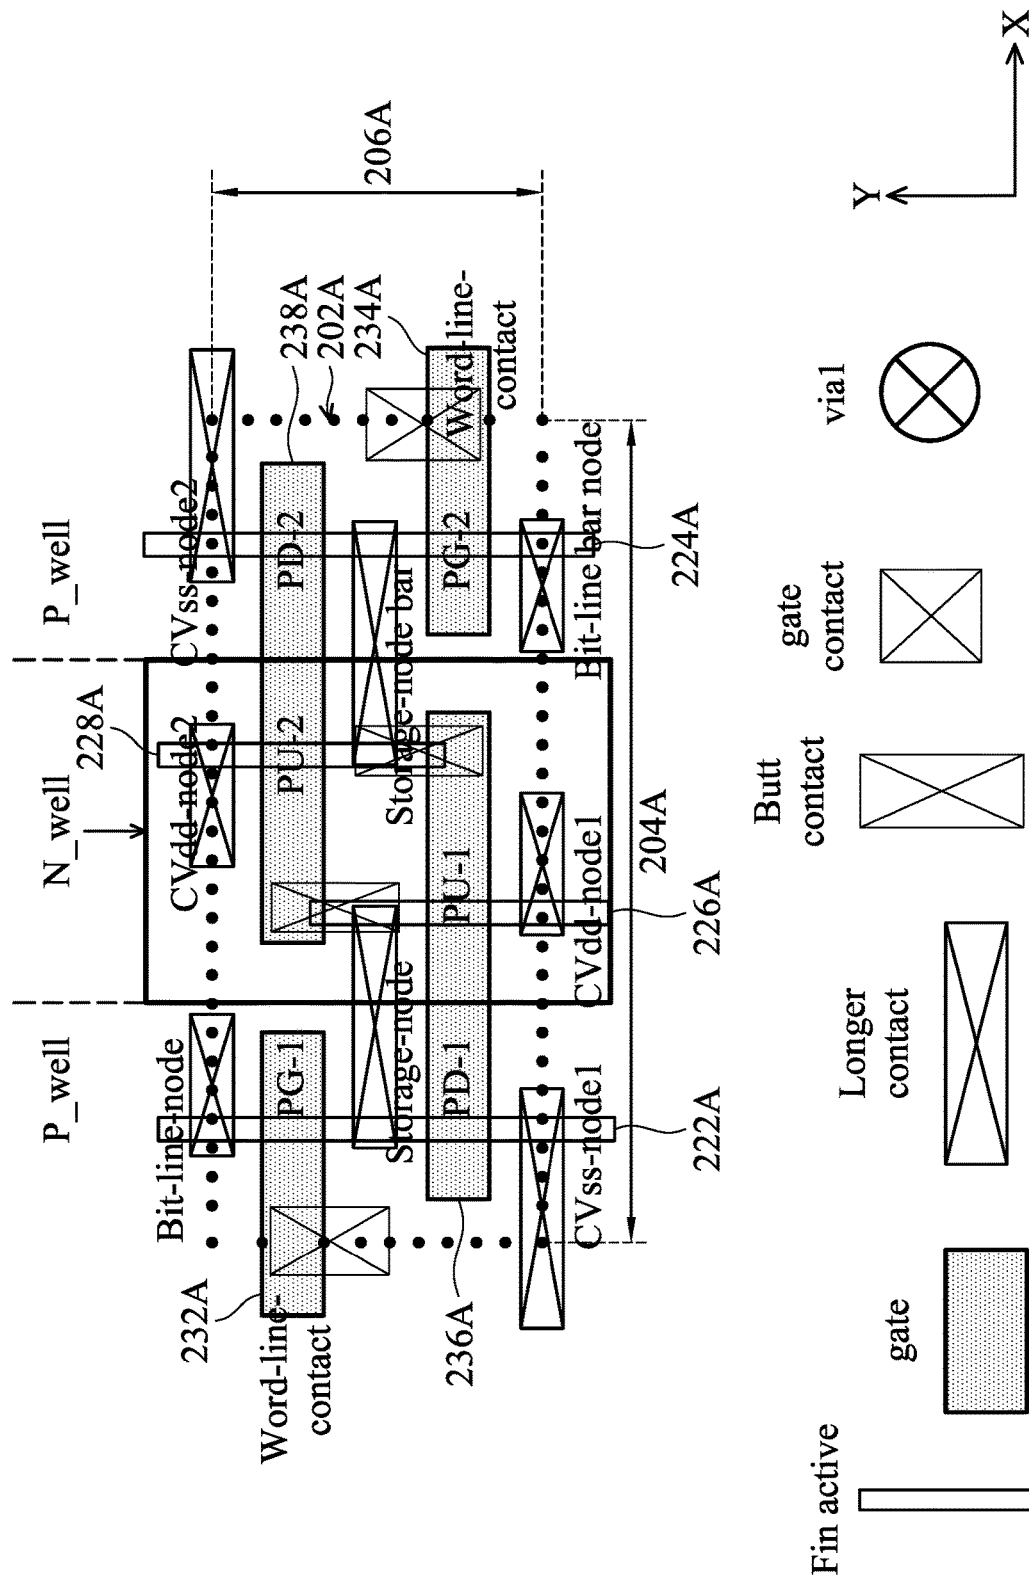 P_well
N_well
P_well
228A
Bit-line-node
CVdd-node2
CVss-node2
232A
Word-line-
contact
PG-1
PU-2
PD-2
238A
202A
234A
206A
Storage-node
Storage-node bar
236A
PD-1
PU-1
PG-2
Word-line-
contact
CVss-node1
CVdd-node1
Bit-line bar node
204A
222A
226A
224A
Fin active
gate
Longer
contact
Butt
contact
gate
contact
via1
Y
X